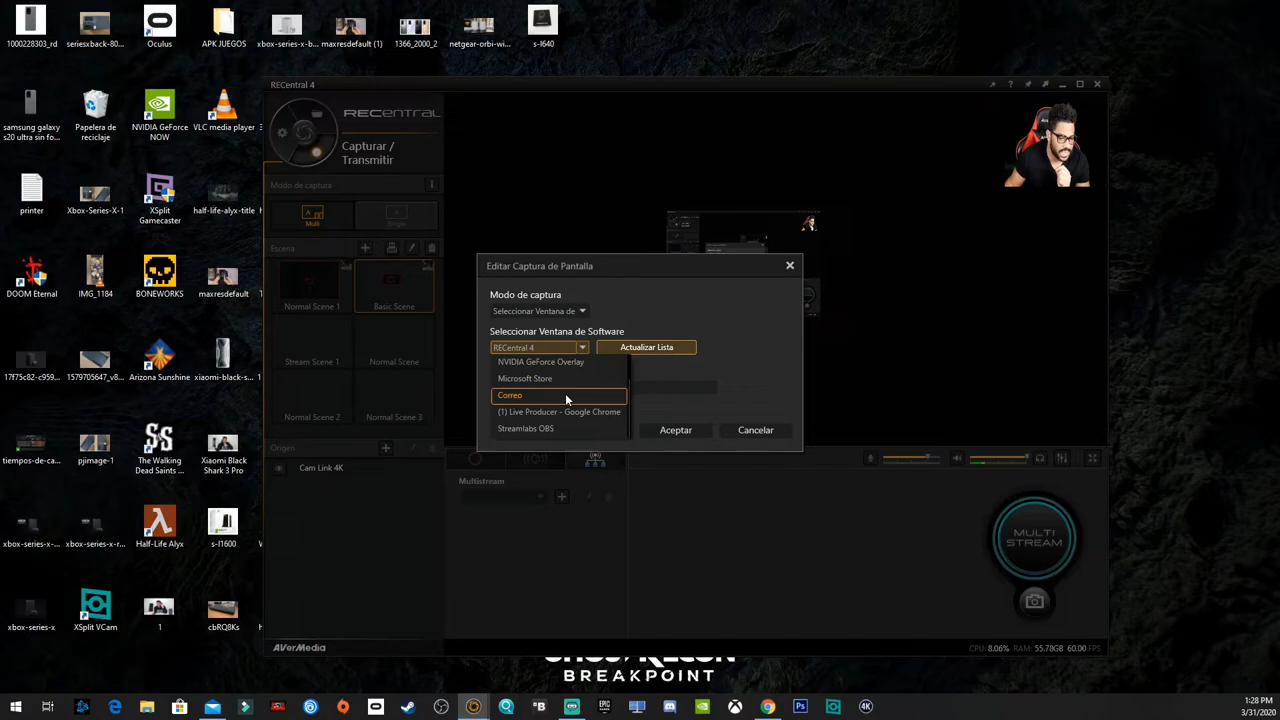 1000228303_rd
seriesxback-80...
Oculus
APK JUEGOS
xbox-series-x-b...
maxresdefault (1)
1366_2000_2
netgear-orbi-wi...
s-l640
samsung galaxy
s20 ultra sin fo...
Papelera de
reciclaje
NVIDIA GeForce
NOW
VLC media player
printer
Xbox-Series-X-1
XSplit
Gamecaster
half-life-alyx-title
DOOM Eternal
IMG_1184
BONEWORKS
maxresdefault
17f75c82-c959...
1579705647_v8...
Arizona Sunshine
xiaomi-black-s...
tiempos-de-ca...
pjimage-1
The Walking
Dead Saints ...
Xiaomi Black
Shark 3 Pro
xbox-series-x-...
xbox-series-x-r...
Half-Life Alyx
s-l1600
xbox-series-x
XSplit VCam
1
cbRQ8Ks
RECentral 4
RECENTRAL
Capturar /
Transmitir
Modo de captura
Multi
Single
Escena
Normal Scene 1
Basic Scene
Stream Scene 1
Normal Scene
Normal Scene 2
Normal Scene 3
Origen
Cam Link 4K
Editar Captura de Pantalla
Modo de captura
Seleccionar Ventana de
Seleccionar Ventana de Software
RECentral 4
Actualizar Lista
NVIDIA GeForce Overlay
Microsoft Store
Correo
(1) Live Producer - Google Chrome
Streamlabs OBS
Aceptar
Cancelar
Multistream
MULTI
STREAM
AVerMedia
CPU: 8.06% RAM: 55.78GB 60.00 FPS
BREAKPOINT
1:28 PM
3/31/2020